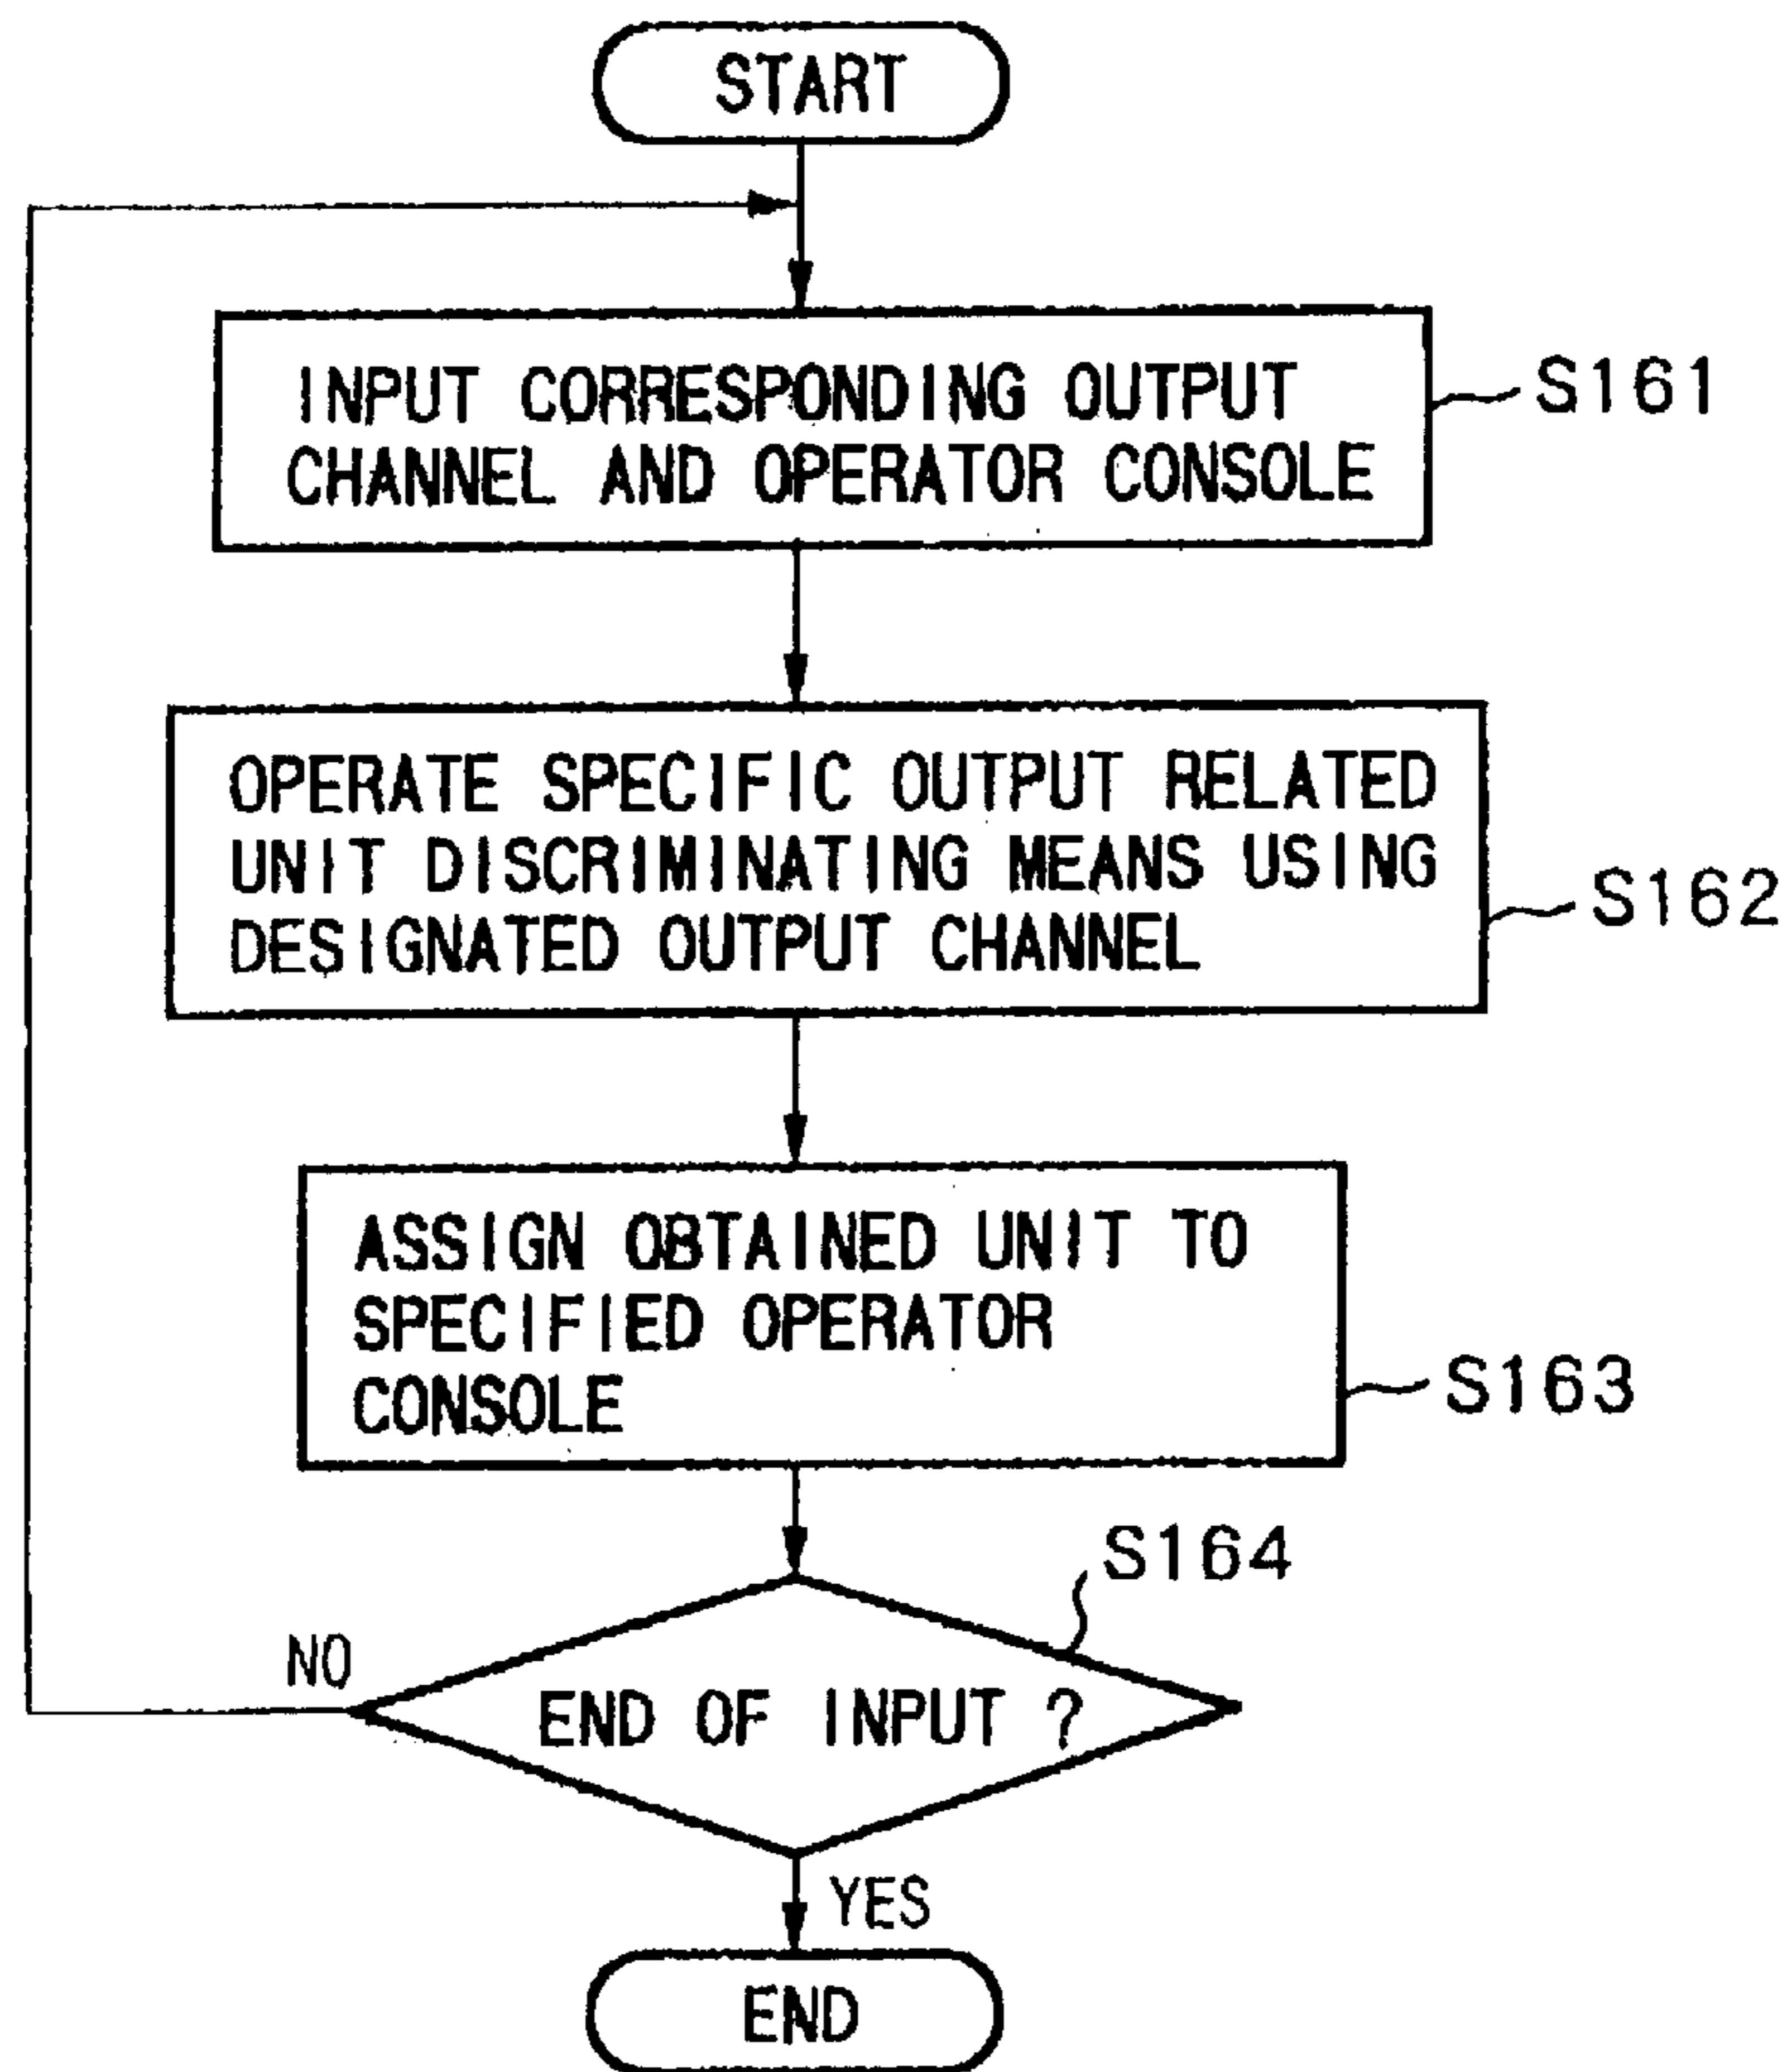 START
INPUT CORRESPONDING OUTPUT
CHANNEL AND OPERATOR CONSOLE
S161
OPERATE SPECIFIC OUTPUT RELATED
UNIT DISCRIMINATING MEANS USING
DESIGNATED OUTPUT CHANNEL
S162
ASSIGN OBTAINED UNIT TO
SPECIFIED OPERATOR
CONSOLE
S163
S164
NO
END OF INPUT ?
YES
END